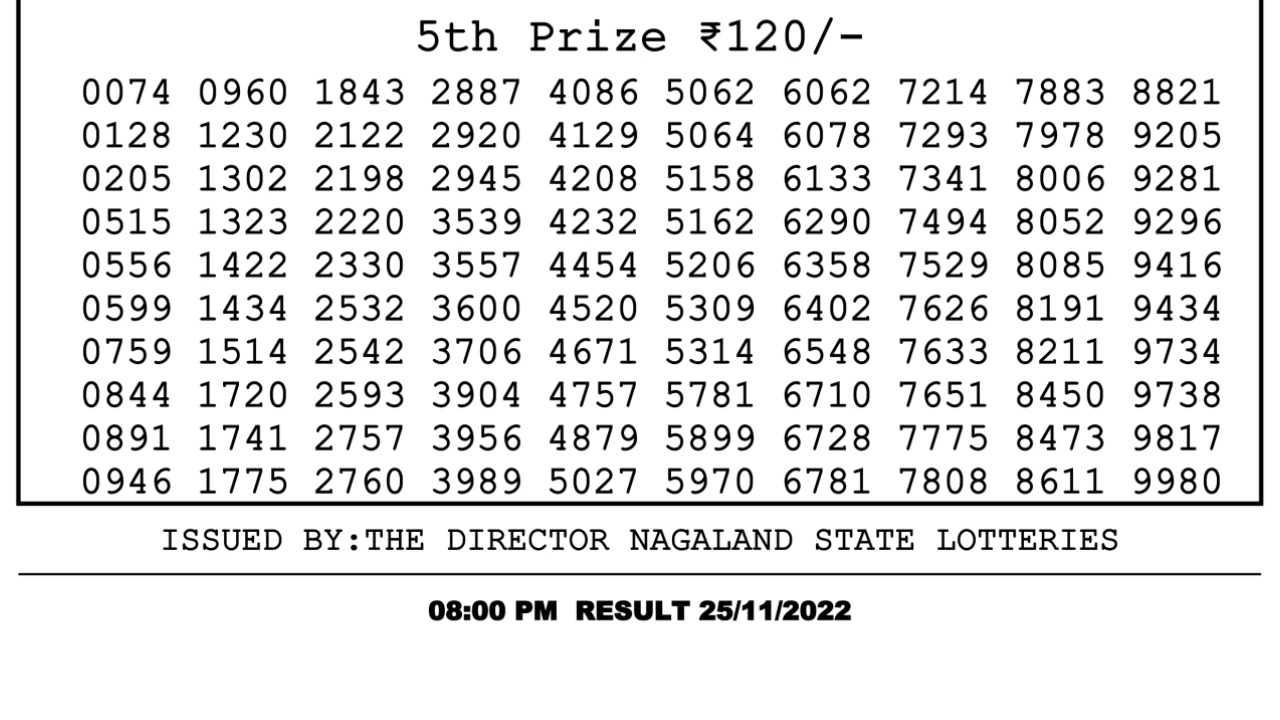 5th Prize ₹120/-
0074 0960 1843 2887 4086 5062 6062 7214 7883 8821
0128 1230 2122 2920 4129 5064 6078 7293 7978 9205
0205 1302 2198 2945 4208 5158 6133 7341 8006 9281
0515 1323 2220 3539 4232 5162 6290 7494 8052 9296
0556 1422 2330 3557 4454 5206 6358 7529 8085 9416
0599 1434 2532 3600 4520 5309 6402 7626 8191 9434
0759 1514 2542 3706 4671 5314 6548 7633 8211 9734
0844 1720 2593 3904 4757 5781 6710 7651 8450 9738
0891 1741 2757 3956 4879 5899 6728 7775 8473 9817
0946 1775 2760 3989 5027 5970 6781 7808 8611 9980
ISSUED BY:THE DIRECTOR NAGALAND STATE LOTTERIES
08:00 PM RESULT 25/11/2022